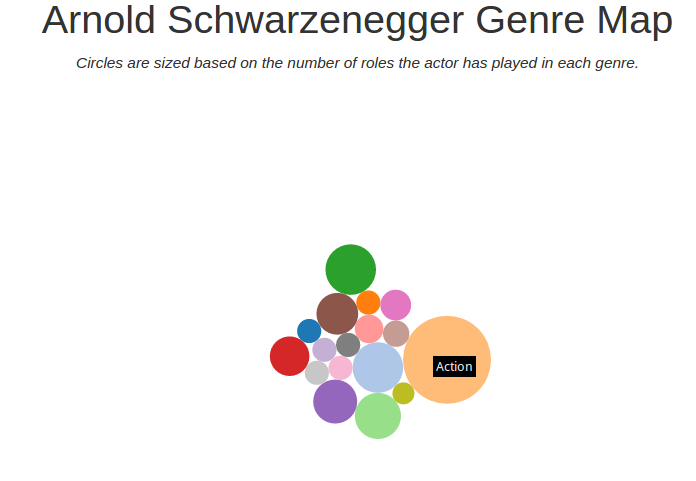 Arnold Schwarzenegger Genre Map
Circles are sized based on the number of roles the actor has played in each genre.
Action